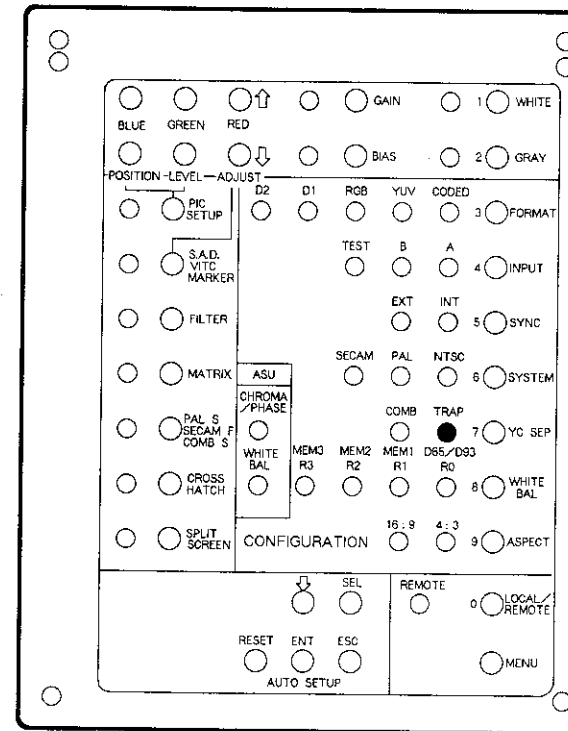 GAIN 1 WHITE
BLUE GREEN RED
BIAS 2 GRAY
POSITION LEVEL ADJUST
D2 D1 RGB YUV CODED
PIC SETUP
3 FORMAT
TEST B A
S.A.D.
VITC
MARKER
4 INPUT
EXT INT
FILTER
5 SYNC
SECAM PAL NTSC
MATRIX
ASU
6 SYSTEM
CHROMA
/PHASE
COMB TRAP
PAL S
SECAM F
COMB S
7 YC SEP
WHITE
BAL
MEM3 MEM2 MEM1 D65/D93
R3 R2 R1 R0
CROSS
HATCH
8 WHITE
BAL
16:9 4:3
SPLIT
SCREEN
CONFIGURATION
9 ASPECT
SEL
REMOTE
0 LOCAL/
REMOTE
RESET ENT ESC
MENU
AUTO SETUP